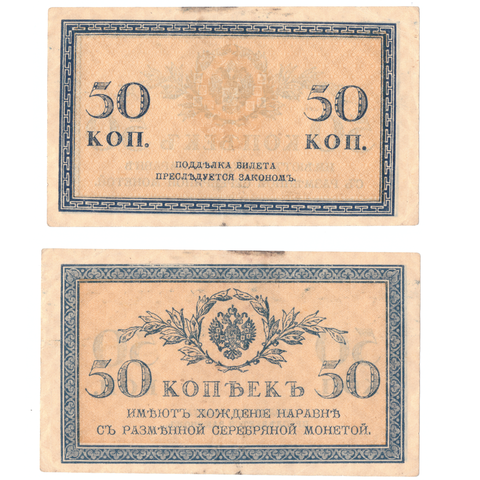 50 50
КОП. КОП.
ПОДДѢЛКА БИЛЕТА
ПРЕСЛѢДУЕТСЯ ЗАКОНОМЪ.
50 КОПѢЕКЪ 50
ИМѢЮТЪ ХОЖДЕНІЕ НАРАВНѢ
СЪ РАЗМѢННОЙ СЕРЕБРЯНОЙ МОНЕТОЙ.